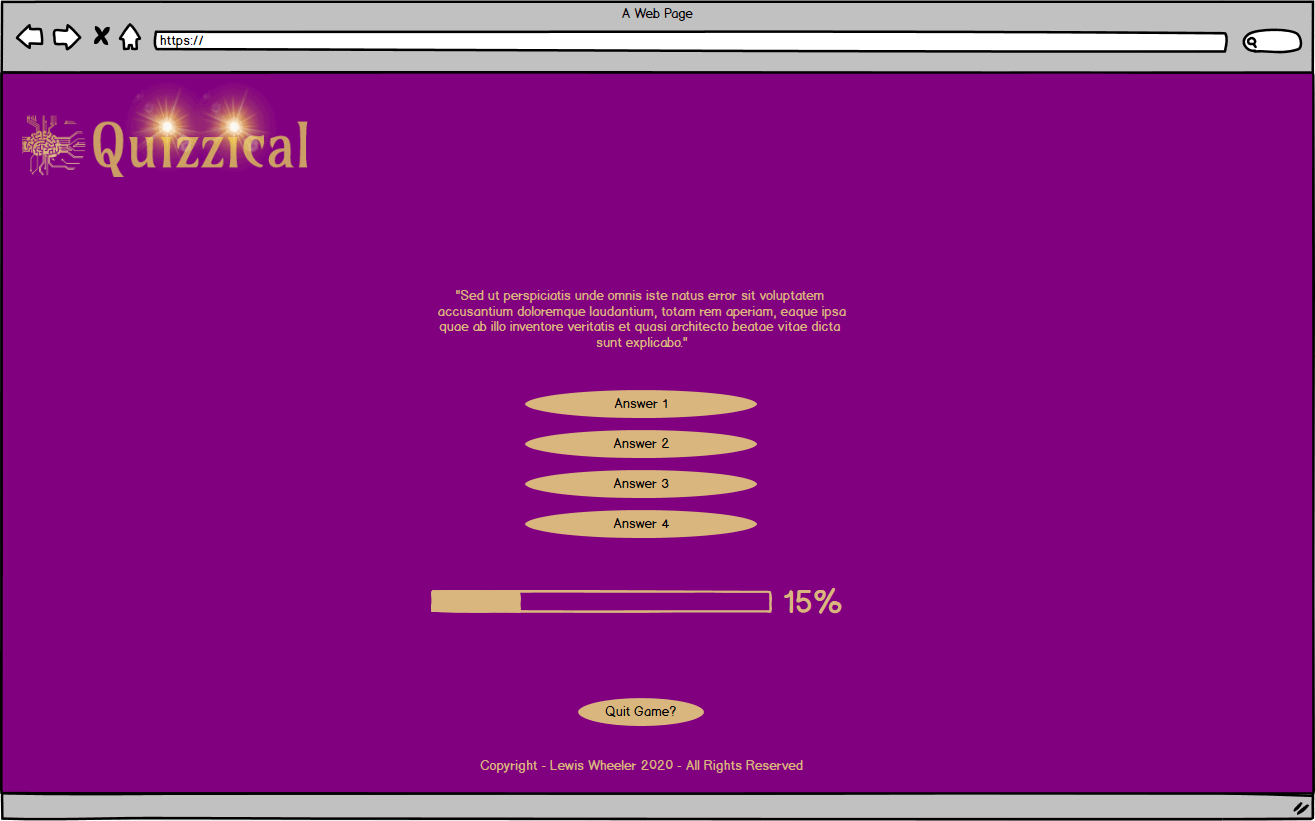 A Web Page
https://
Quizzical
"Sed ut perspiciatis unde omnis iste natus error sit voluptatem
accusantium doloremque laudantium, totam rem aperiam, eaque ipsa
quae ab illo inventore veritatis et quasi architecto beatae vitae dicta
sunt explicabo."
Answer 1
Answer 2
Answer 3
Answer 4
15%
Quit Game?
Copyright - Lewis Wheeler 2020 - All Rights Reserved